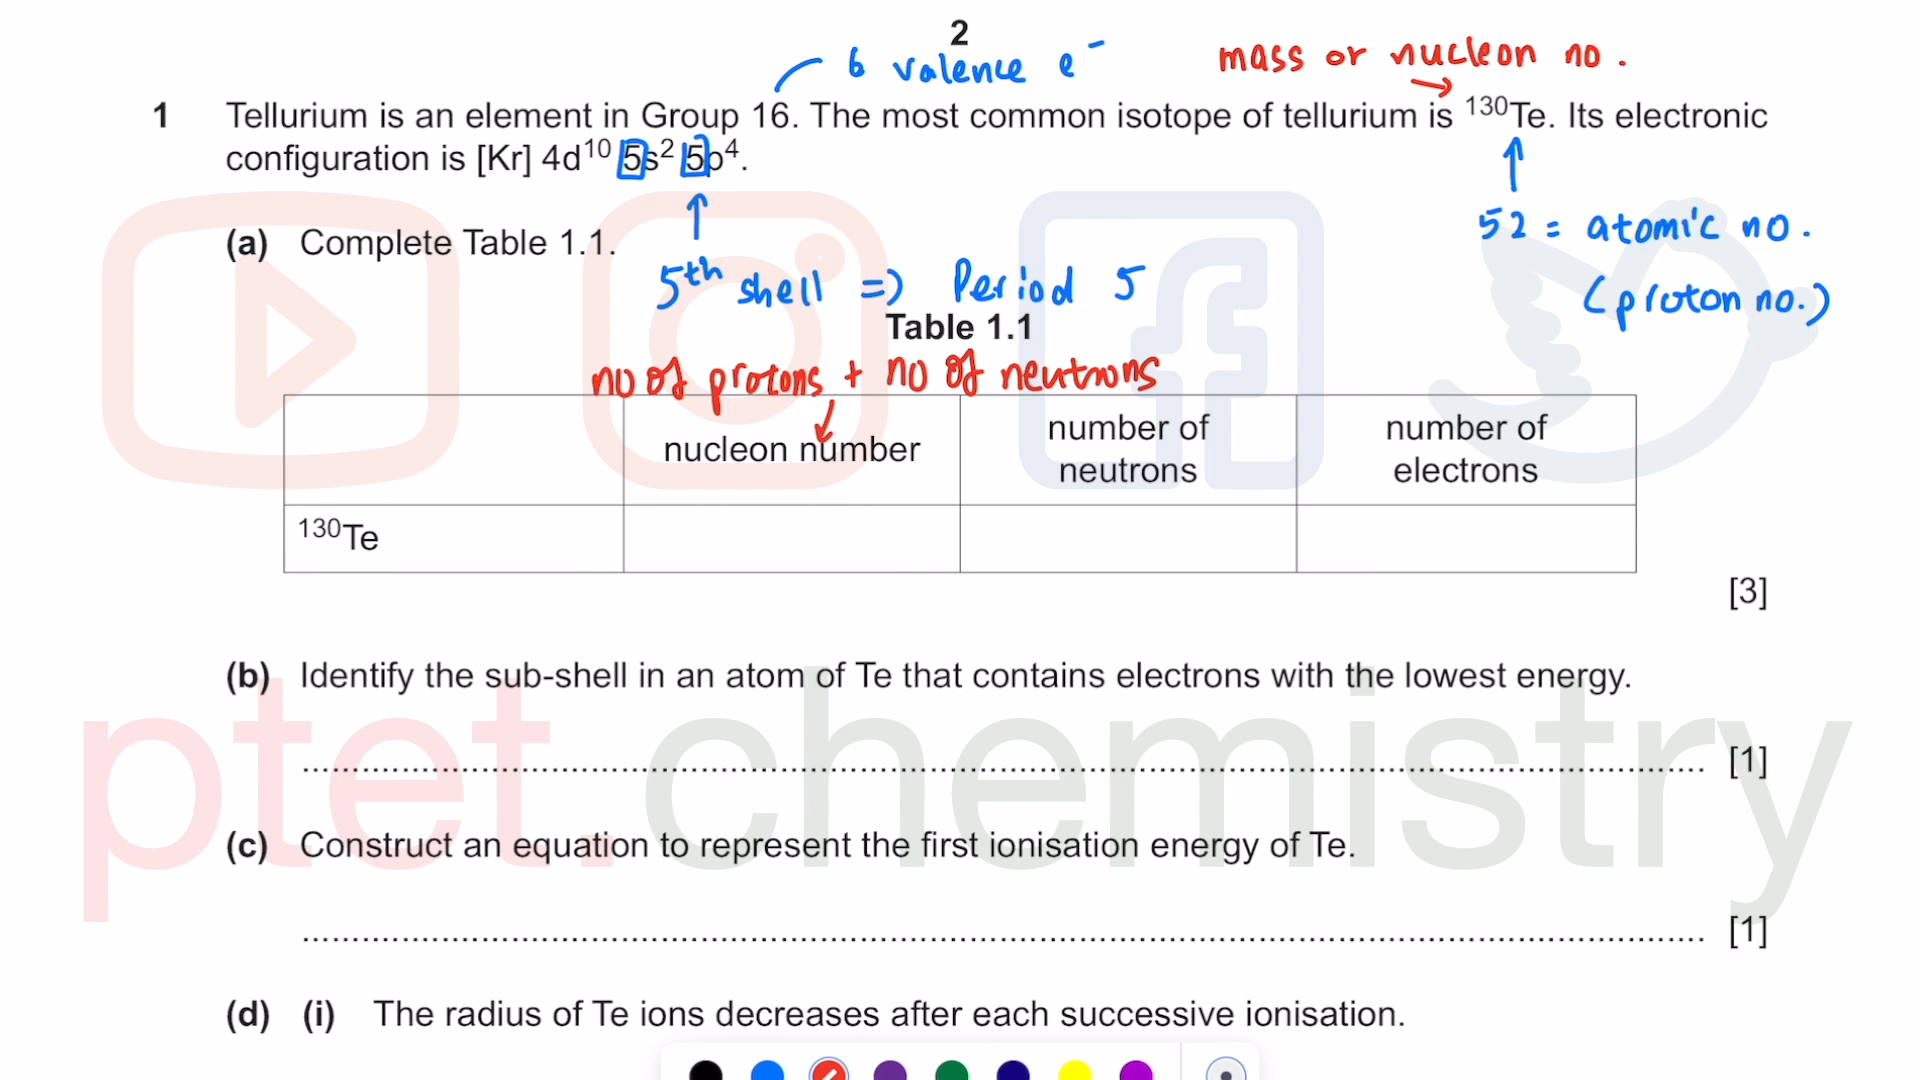 2
6 valence e⁻
mass or nucleon no.
1 Tellurium is an element in Group 16. The most common isotope of tellurium is ¹³⁰Te. Its electronic
configuration is [Kr] 4d¹⁰ 5s² 5p⁴.
52 = atomic no.
(proton no.)
(a) Complete Table 1.1.
5th shell => Period 5
Table 1.1
no of protons + no of neutrons
nucleon number
number of neutrons
number of electrons
¹³⁰Te
[3]
(b) Identify the sub-shell in an atom of Te that contains electrons with the lowest energy.
ptet.chemistry
[1]
(c) Construct an equation to represent the first ionisation energy of Te.
[1]
(d) (i) The radius of Te ions decreases after each successive ionisation.